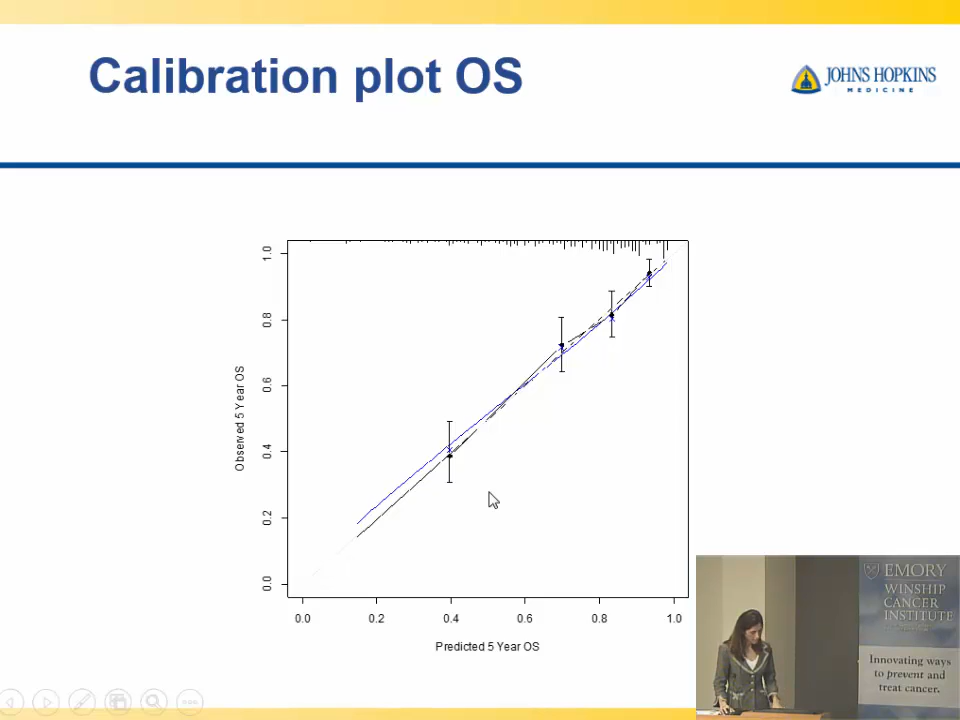 Calibration plot OS
JOHNS HOPKINS
MEDICINE
1.0
0.8
0.6
0.4
0.2
0.0
Observed 5 Year OS
0.0 0.2 0.4 0.6 0.8 1.0
Predicted 5 Year OS
EMORY
WINSHIP
CANCER
INSTITUTE
Innovating ways
to prevent and
treat cancer.